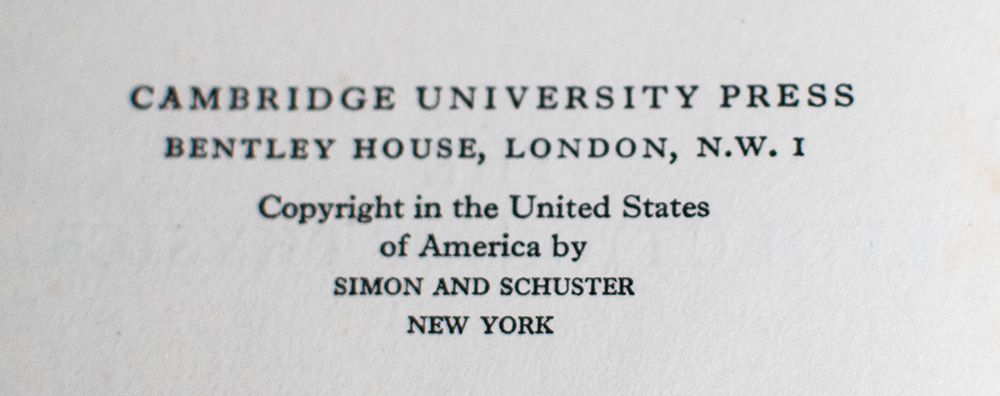 CAMBRIDGE UNIVERSITY PRESS
BENTLEY HOUSE, LONDON, N.W. I
Copyright in the United States
of America by
SIMON AND SCHUSTER
NEW YORK